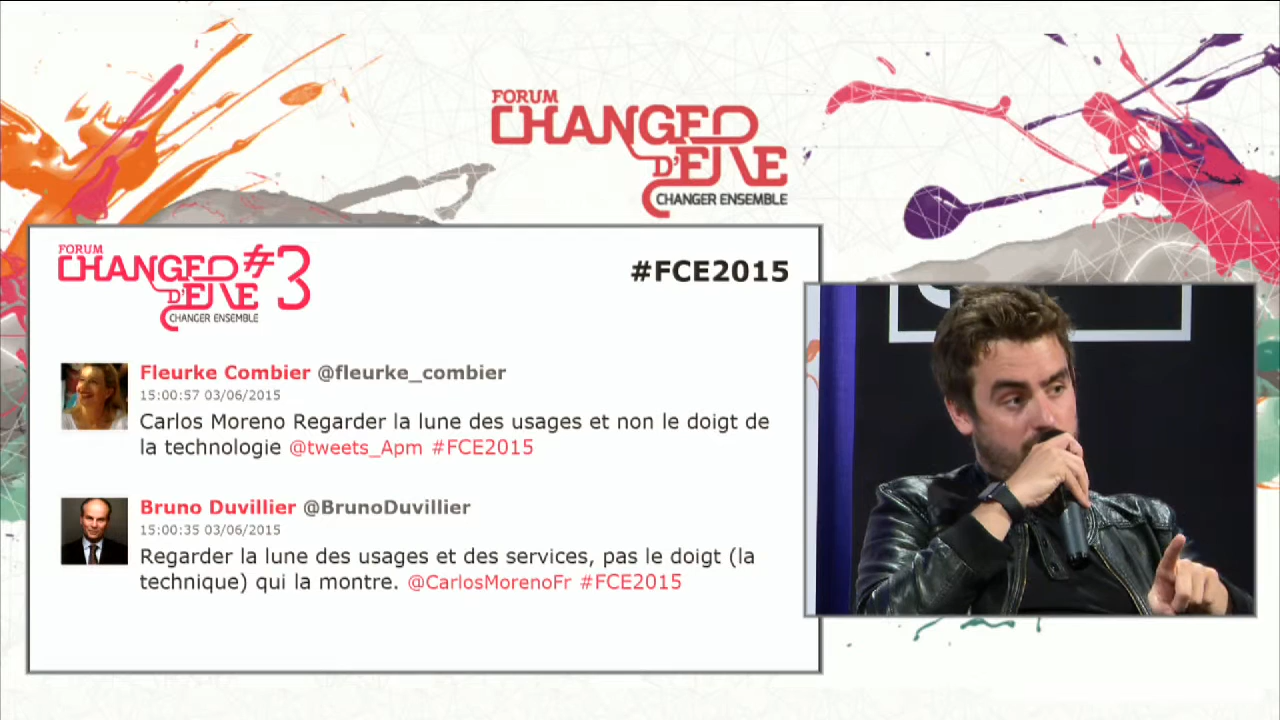 FORUM
CHANGER
D'ÈRE
CHANGER ENSEMBLE
FORUM
CHANGER #3
D'ÈRE
CHANGER ENSEMBLE
#FCE2015
Fleurke Combier @fleurke_combier
15:00:57 03/06/2015
Carlos Moreno Regarder la lune des usages et non le doigt de
la technologie @tweets_Apm #FCE2015
Bruno Duvillier @BrunoDuvillier
15:00:35 03/06/2015
Regarder la lune des usages et des services, pas le doigt (la
technique) qui la montre. @CarlosMorenoFr #FCE2015